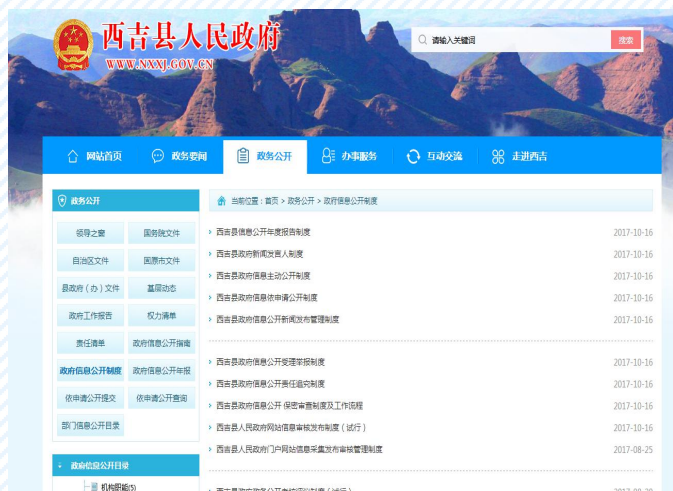 西吉县人民政府
WWW.NXXJ.GOV.CN
请输入关键词
搜索
网站首页 政务要闻 政务公开 办事服务 互动交流 走进西吉
政务公开
领导之窗 国务院文件
自治区文件 固原市文件
县政府（办）文件 基层动态
政府工作报告 权力清单
责任清单 政府信息公开指南
政府信息公开制度 政府信息公开年报
依申请公开提交 依申请公开查询
部门信息公开目录
政府信息公开目录
机构职能(5)
当前位置：首页 > 政务公开 > 政府信息公开制度
西吉县信息公开年度报告制度 2017-10-16
西吉县政府新闻发言人制度 2017-10-16
西吉县政府信息主动公开制度 2017-10-16
西吉县政府信息依申请公开制度 2017-10-16
西吉县政府信息公开新闻发布管理制度 2017-10-16
西吉县政府信息公开受理举报制度 2017-10-16
西吉县政府信息公开责任追究制度 2017-10-16
西吉县政府信息公开 保密审查制度及工作流程 2017-10-16
西吉县人民政府网站信息审核发布制度（试行） 2017-10-16
西吉县人民政府门户网站信息采集发布审核管理制度 2017-08-25